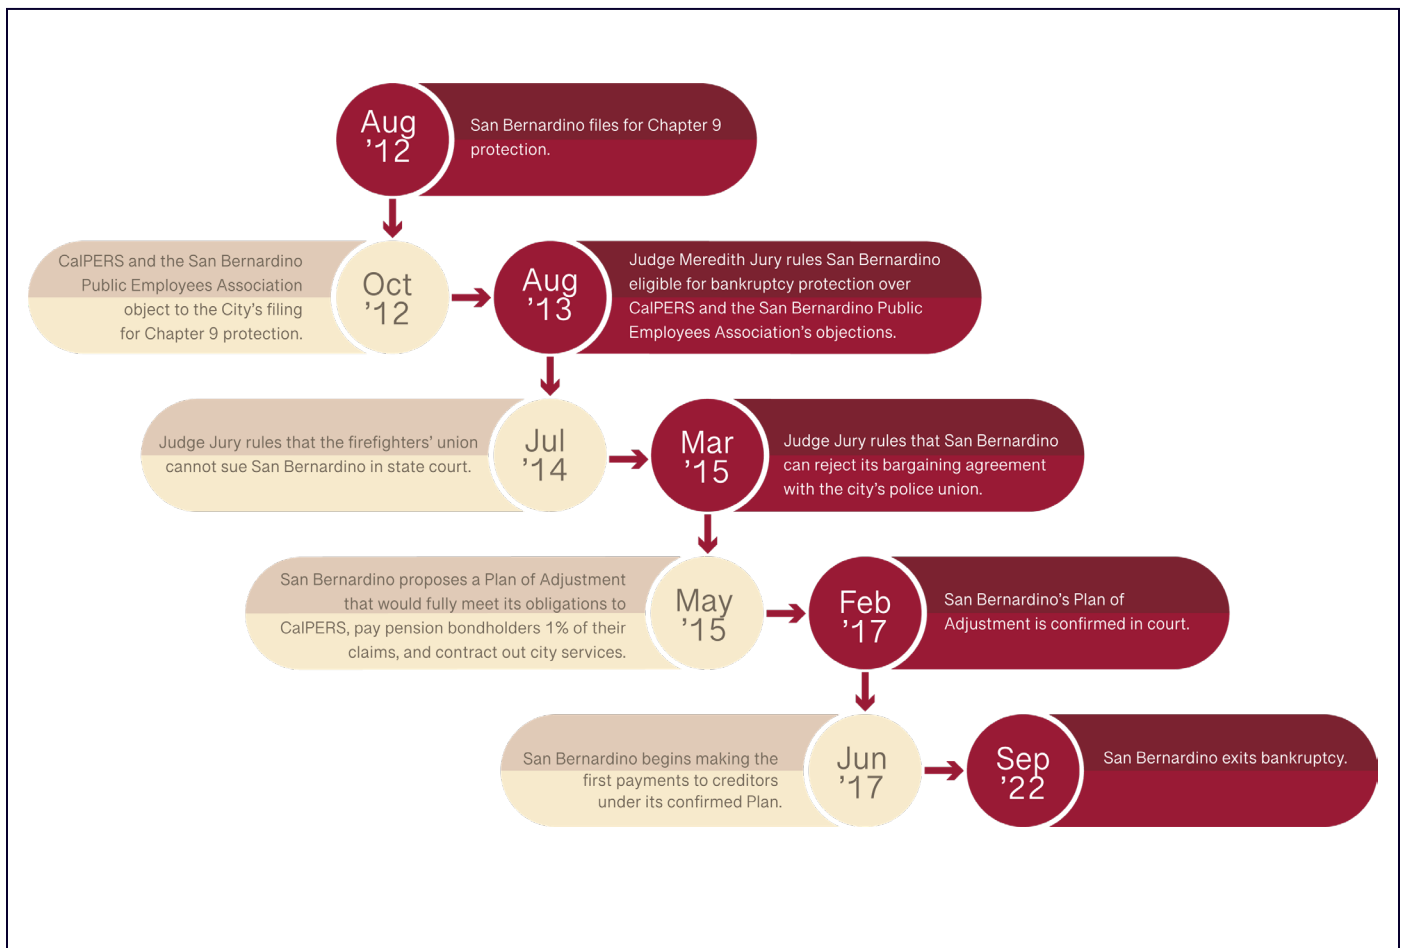 Aug
’12
San Bernardino files for Chapter 9
protection.
CalPERS and the San Bernardino
Public Employees Association
object to the City’s filing
for Chapter 9 protection.
Oct
’12
Aug
’13
Judge Meredith Jury rules San Bernardino
eligible for bankruptcy protection over
CalPERS and the San Bernardino Public
Employees Association’s objections.
Judge Jury rules that the firefighters’ union
cannot sue San Bernardino in state court.
Jul
’14
Mar
’15
Judge Jury rules that San Bernardino
can reject its bargaining agreement
with the city’s police union.
San Bernardino proposes a Plan of Adjustment
that would fully meet its obligations to
CalPERS, pay pension bondholders 1% of their
claims, and contract out city services.
May
’15
Feb
’17
San Bernardino’s Plan of
Adjustment is confirmed in court.
San Bernardino begins making the
first payments to creditors
under its confirmed Plan.
Jun
’17
Sep
’22
San Bernardino exits bankruptcy.